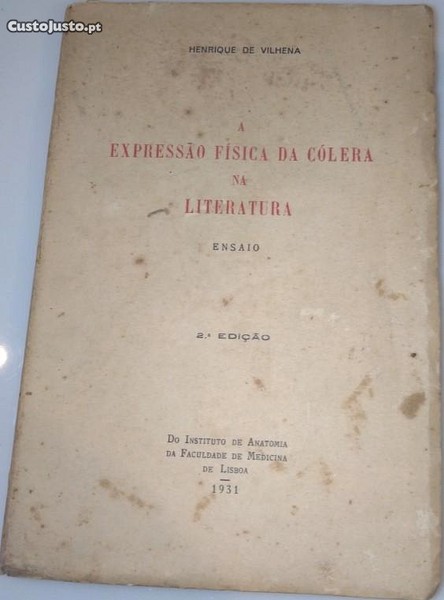 CustoJusto.pt
HENRIQUE DE VILHENA
A
EXPRESSÃO FÍSICA DA CÓLERA
NA
LITERATURA
ENSAIO
2.ª EDIÇÃO
DO INSTITUTO DE ANATOMIA
DA FACULDADE DE MEDICINA
DE LISBOA
1931